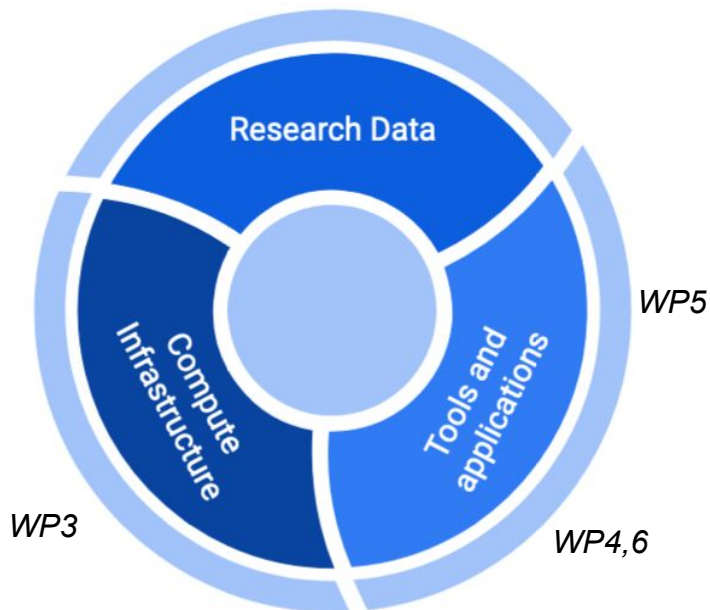 Research Data
WP5
Tools and
applications
Compute
Infrastructure
WP3
WP4,6